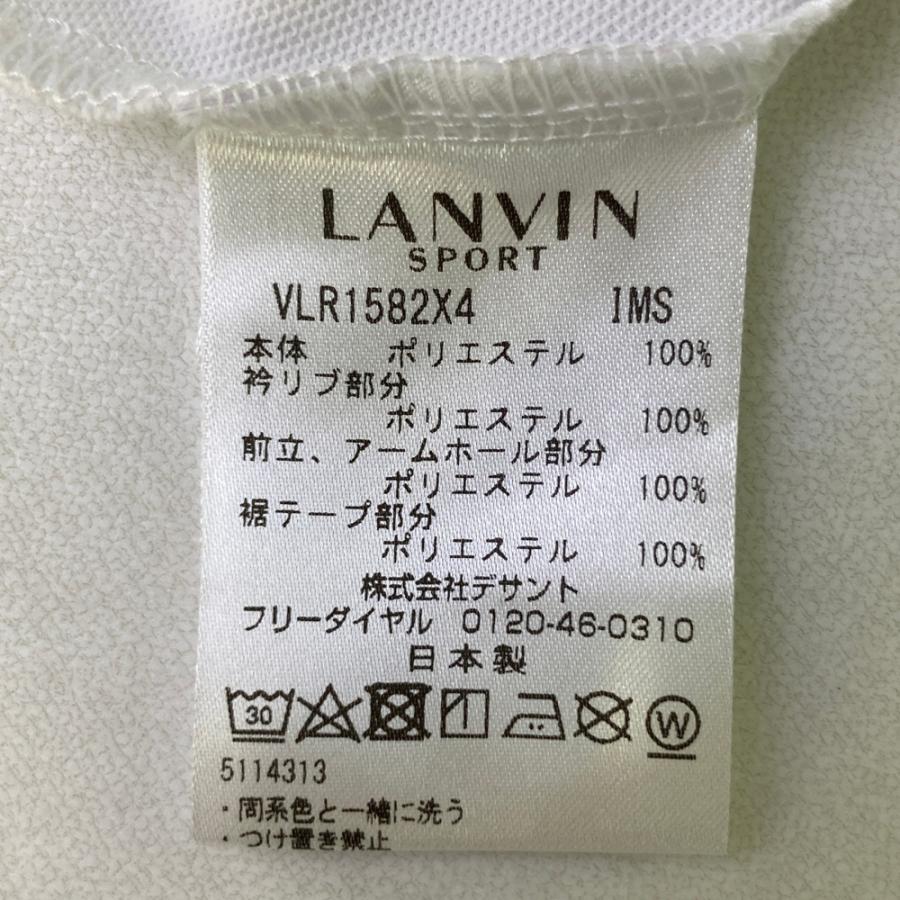 LANVIN
SPORT
VLR1582X4 IMS
本体 ポリエステル 100%
衿リブ部分
ポリエステル 100%
前立、アームホール部分
ポリエステル 100%
裾テープ部分
ポリエステル 100%
株式会社デサント
フリーダイヤル 0120-46-0310
日本製
30 W
5114313
・同系色と一緒に洗う
・つけ置き禁止